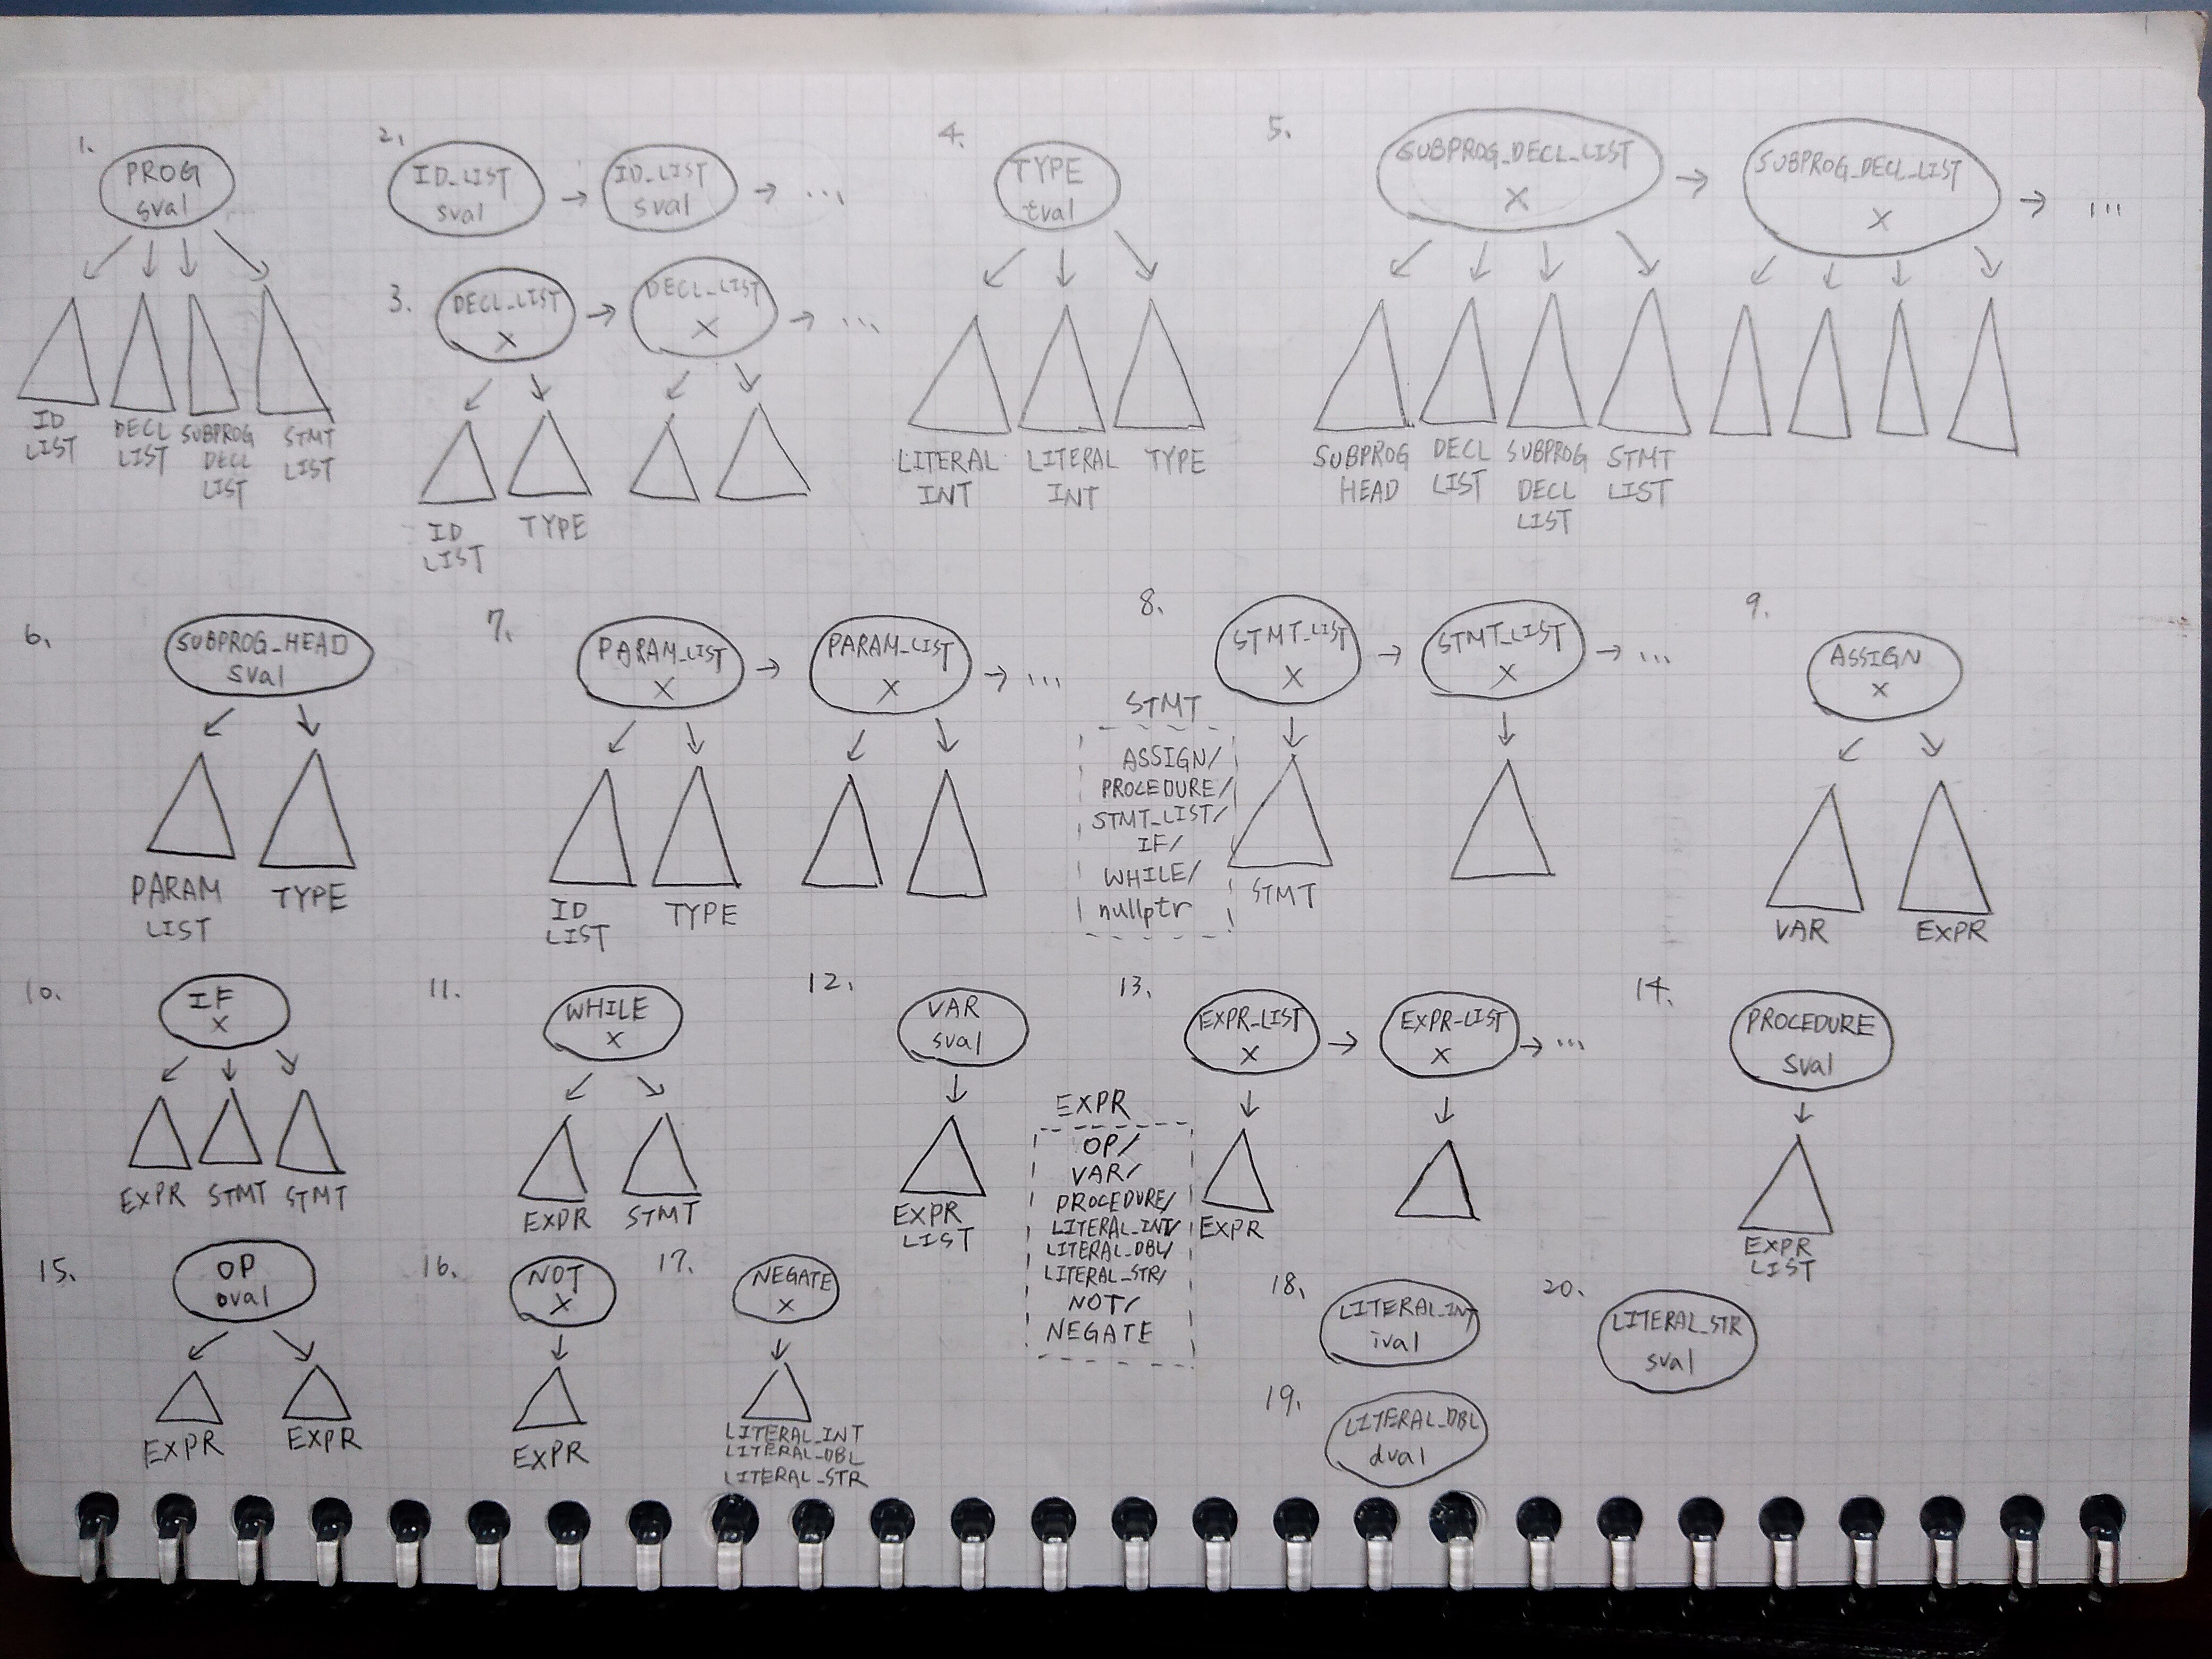 1.
PROG
sval
ID
LIST
DECL
LIST
SUBPROG
DECL
LIST
STMT
LIST
2.
ID_LIST
sval
→
ID_LIST
sval
→ ...
3.
DECL_LIST
X
→
DECL_LIST
X
→ ...
ID
LIST
TYPE
4.
TYPE
tval
LITERAL
INT
LITERAL
INT
TYPE
5.
SUBPROG_DECL_LIST
X
→
SUBPROG_DECL_LIST
X
→ ...
SUBPROG
HEAD
DECL
LIST
SUBPROG
DECL
LIST
STMT
LIST
6.
SUBPROG_HEAD
sval
PARAM
LIST
TYPE
7.
PARAM_LIST
X
→
PARAM_LIST
X
→ ...
ID
LIST
TYPE
8.
STMT_LIST
X
→
STMT_LIST
X
→ ...
STMT
ASSIGN/
PROCEDURE/
STMT_LIST/
IF/
WHILE/
nullptr
STMT
9.
ASSIGN
X
VAR
EXPR
10.
IF
X
EXPR
STMT
STMT
11.
WHILE
X
EXPR
STMT
12.
VAR
sval
EXPR
LIST
13.
EXPR_LIST
X
→
EXPR_LIST
X
→ ...
EXPR
OP/
VAR/
PROCEDURE/
LITERAL_INT/
LITERAL_DBL/
LITERAL_STR/
NOT/
NEGATE
EXPR
14.
PROCEDURE
sval
EXPR
LIST
15.
OP
oval
EXPR
EXPR
16.
NOT
X
EXPR
17.
NEGATE
X
LITERAL_INT
LITERAL_DBL
LITERAL_STR
18.
LITERAL_INT
ival
19.
LITERAL_DBL
dval
20.
LITERAL_STR
sval